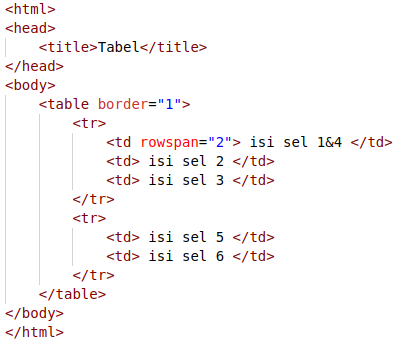 <html>
<head>
    <title>Tabel</title>
</head>
<body>
    <table border="1">
        <tr>
            <td rowspan="2"> isi sel 1&4 </td>
            <td> isi sel 2 </td>
            <td> isi sel 3 </td>
        </tr>
        <tr>
            <td> isi sel 5 </td>
            <td> isi sel 6 </td>
        </tr>
    </table>
</body>
</html>